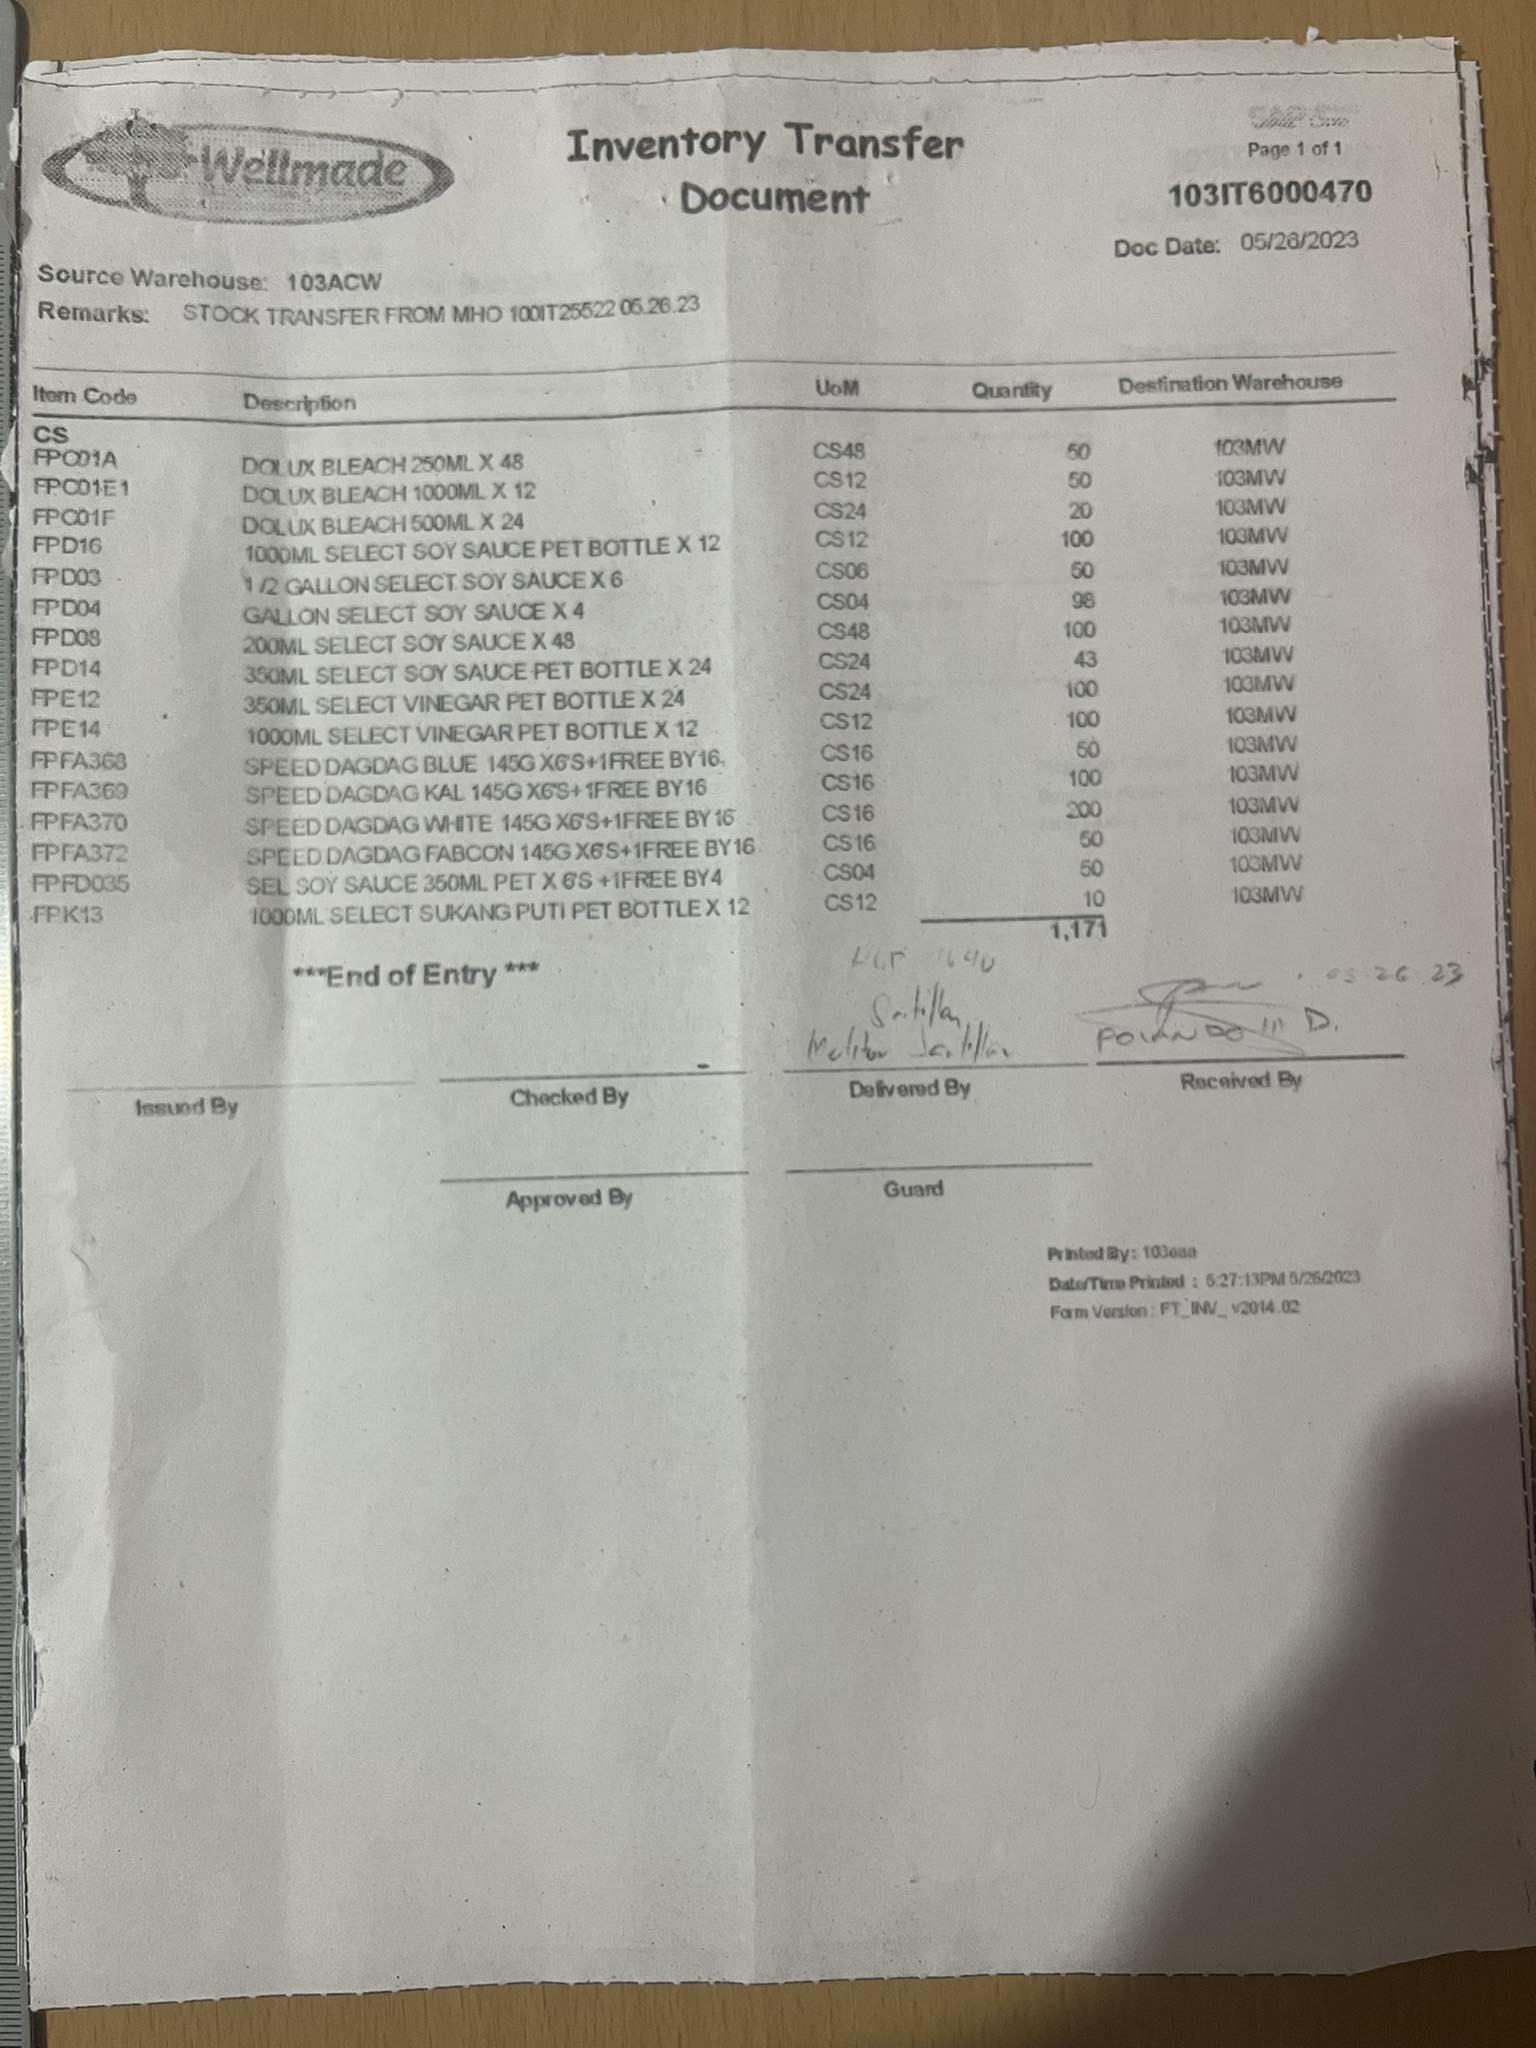 Wellmade
Inventory Transfer
Document
Page 1 of 1
103IT6000470
Doc Date: 05/26/2023
Source Warehouse: 103ACW
Remarks: STOCK TRANSFER FROM MHO 100IT25522 05.26.23
Item Code Description UoM Quantity Destination Warehouse
CS
FPC01A DOLUX BLEACH 250ML X 48 CS48 50 103MW
FPC01E1 DOLUX BLEACH 1000ML X 12 CS12 50 103MW
FPC01F DOLUX BLEACH 500ML X 24 CS24 20 103MW
FPD16 1000ML SELECT SOY SAUCE PET BOTTLE X 12 CS12 100 103MW
FPD03 1/2 GALLON SELECT SOY SAUCE X 6 CS06 50 103MW
FPD04 GALLON SELECT SOY SAUCE X 4 CS04 98 103MW
FPD08 200ML SELECT SOY SAUCE X 48 CS48 100 103MW
FPD14 350ML SELECT SOY SAUCE PET BOTTLE X 24 CS24 43 103MW
FPE12 350ML SELECT VINEGAR PET BOTTLE X 24 CS24 100 103MW
FPE14 1000ML SELECT VINEGAR PET BOTTLE X 12 CS12 100 103MW
FPFA368 SPEED DAGDAG BLUE 145G X6'S+1FREE BY16 CS16 50 103MW
FPFA369 SPEED DAGDAG KAL 145G X6'S+1FREE BY16 CS16 100 103MW
FPFA370 SPEED DAGDAG WHITE 145G X6'S+1FREE BY16 CS16 200 103MW
FPFA372 SPEED DAGDAG FABCON 145G X6'S+1FREE BY16 CS16 50 103MW
FPFD035 SEL SOY SAUCE 350ML PET X 6'S +1FREE BY4 CS04 50 103MW
FPK13 1000ML SELECT SUKANG PUTI PET BOTTLE X 12 CS12 10 103MW
1,171
***End of Entry ***
05.26.23
Santillan
Santillan
III D.
Issued By Checked By Delivered By Received By
Approved By Guard
Printed By: 103eaa
Date/Time Printed : 5:27:13PM 5/26/2023
Form Version : FT_INV_ v2014.02